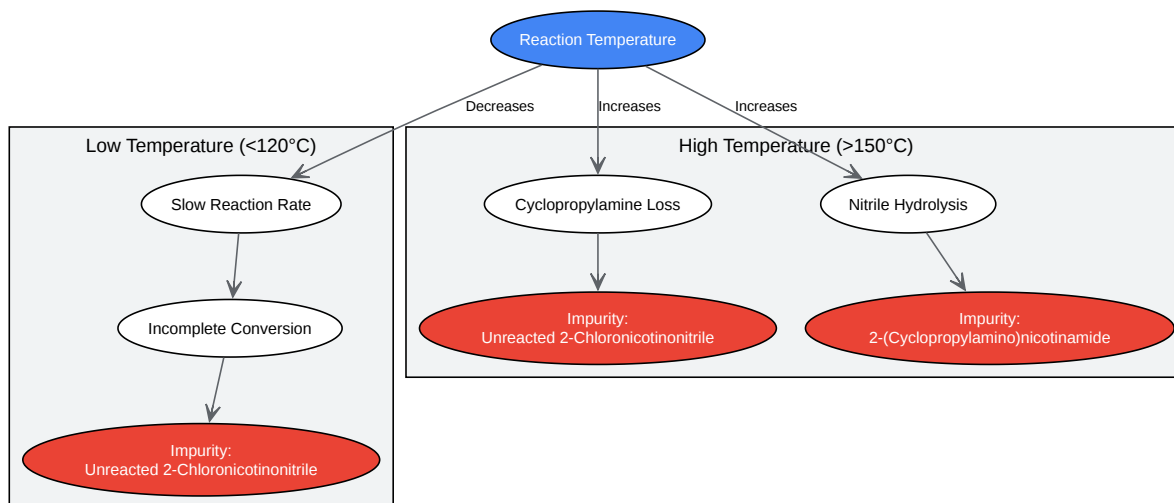 Reaction Temperature
Decreases
Increases
Increases
Low Temperature (<120°C)
High Temperature (>150°C)
Slow Reaction Rate
Cyclopropylamine Loss
Nitrile Hydrolysis
Incomplete Conversion
Impurity:
Unreacted 2-Chloronicotinonitrile
Impurity:
2-(Cyclopropylamino)nicotinamide
Impurity:
Unreacted 2-Chloronicotinonitrile